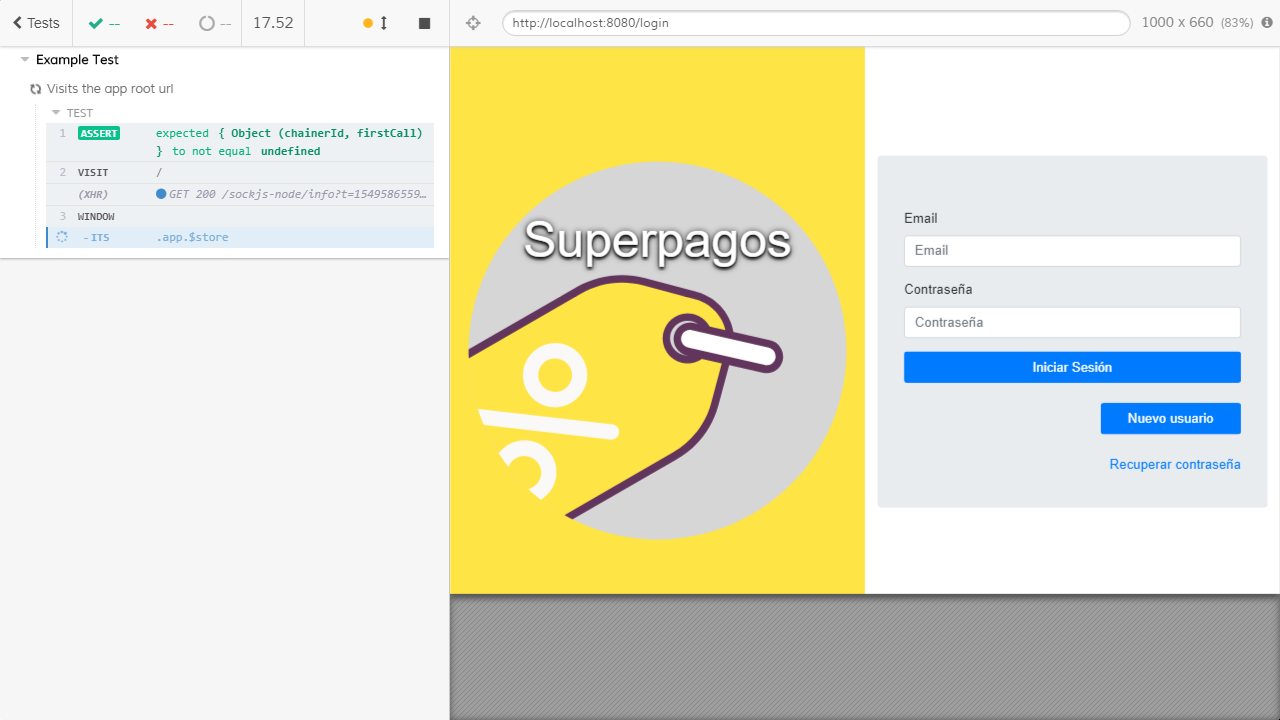 Tests
--
--
--
17.52
http://localhost:8080/login
1000 x 660 (83%)
Example Test
Visits the app root url
TEST
1 ASSERT expected { Object (chainerId, firstCall)
} to not equal undefined
2 VISIT /
(XHR) GET 200 /sockjs-node/info?t=1549586559…
3 WINDOW
- ITS .app.$store
Superpagos
%
Email
Email
Contraseña
Contraseña
Iniciar Sesión
Nuevo usuario
Recuperar contraseña